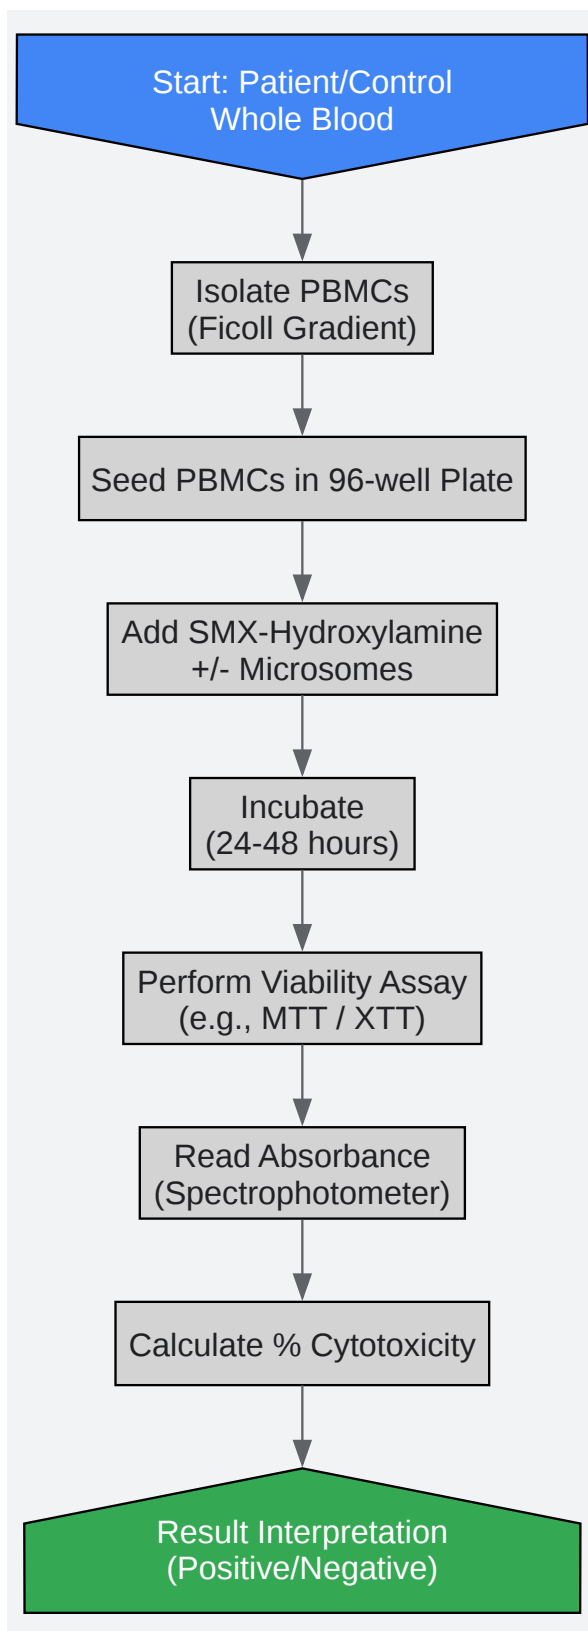 Start: Patient/Control
Whole Blood
Isolate PBMCs
(Ficoll Gradient)
Seed PBMCs in 96-well Plate
Add SMX-Hydroxylamine
+/- Microsomes
Incubate
(24-48 hours)
Perform Viability Assay
(e.g., MTT / XTT)
Read Absorbance
(Spectrophotometer)
Calculate % Cytotoxicity
Result Interpretation
(Positive/Negative)